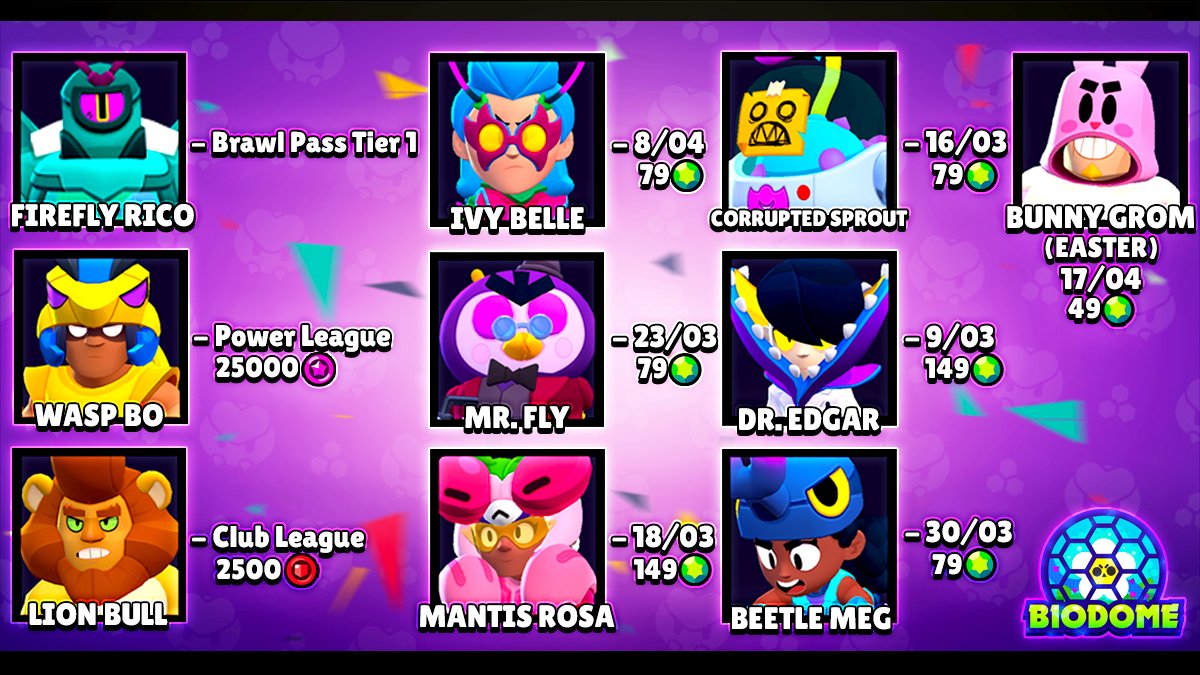 FIREFLY RICO
– Brawl Pass Tier 1
IVY BELLE
– 8/04
79
CORRUPTED SPROUT
– 16/03
79
BUNNY GROM
(EASTER)
17/04
49
WASP BO
– Power League
25000
MR. FLY
– 23/03
79
DR. EDGAR
– 9/03
149
LION BULL
– Club League
2500
MANTIS ROSA
– 18/03
149
BEETLE MEG
– 30/03
79
BIODOME